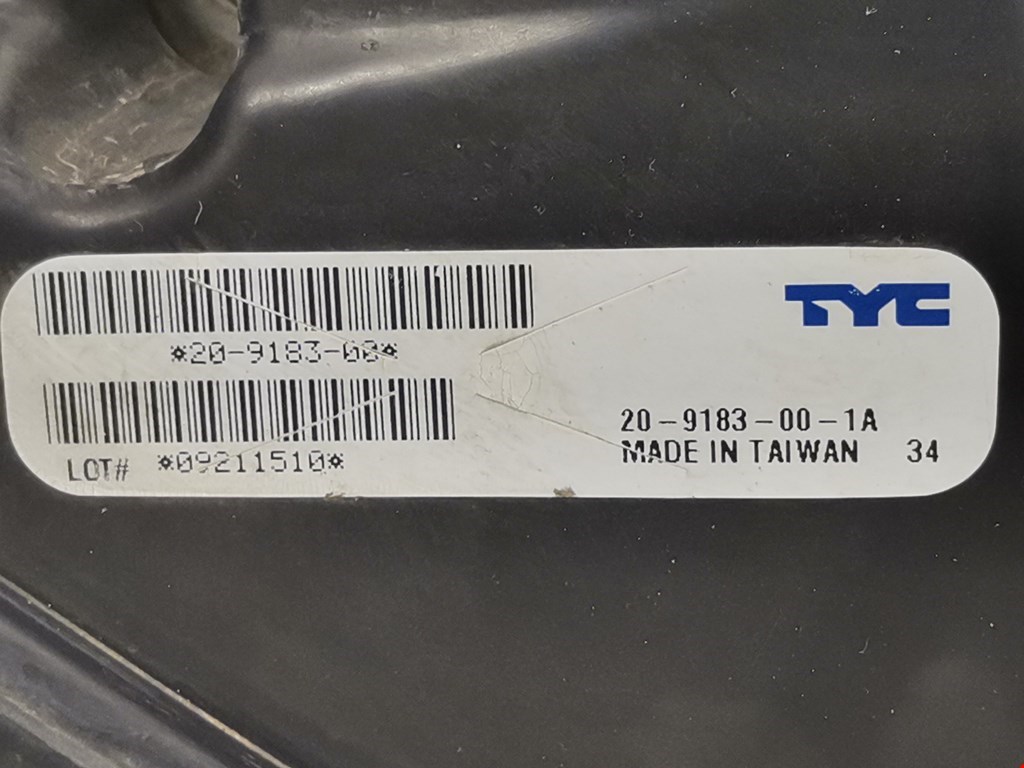 *20-9183-00*
LOT# *09211510*
TYC
20-9183-00-1A
MADE IN TAIWAN 34